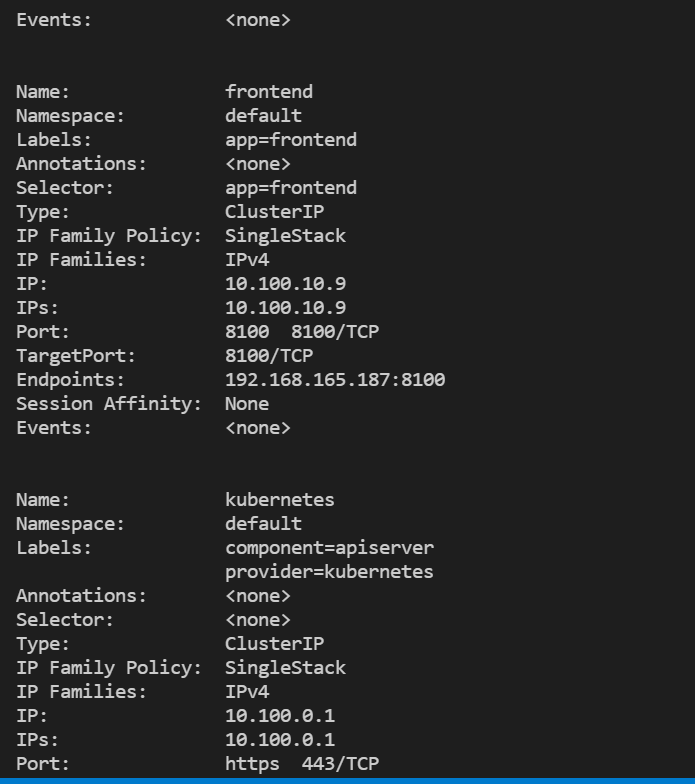 Events:            <none>
Name:              frontend
Namespace:         default
Labels:            app=frontend
Annotations:       <none>
Selector:          app=frontend
Type:              ClusterIP
IP Family Policy:  SingleStack
IP Families:       IPv4
IP:                10.100.10.9
IPs:               10.100.10.9
Port:              8100  8100/TCP
TargetPort:        8100/TCP
Endpoints:         192.168.165.187:8100
Session Affinity:  None
Events:            <none>
Name:              kubernetes
Namespace:         default
Labels:            component=apiserver
                   provider=kubernetes
Annotations:       <none>
Selector:          <none>
Type:              ClusterIP
IP Family Policy:  SingleStack
IP Families:       IPv4
IP:                10.100.0.1
IPs:               10.100.0.1
Port:              https  443/TCP